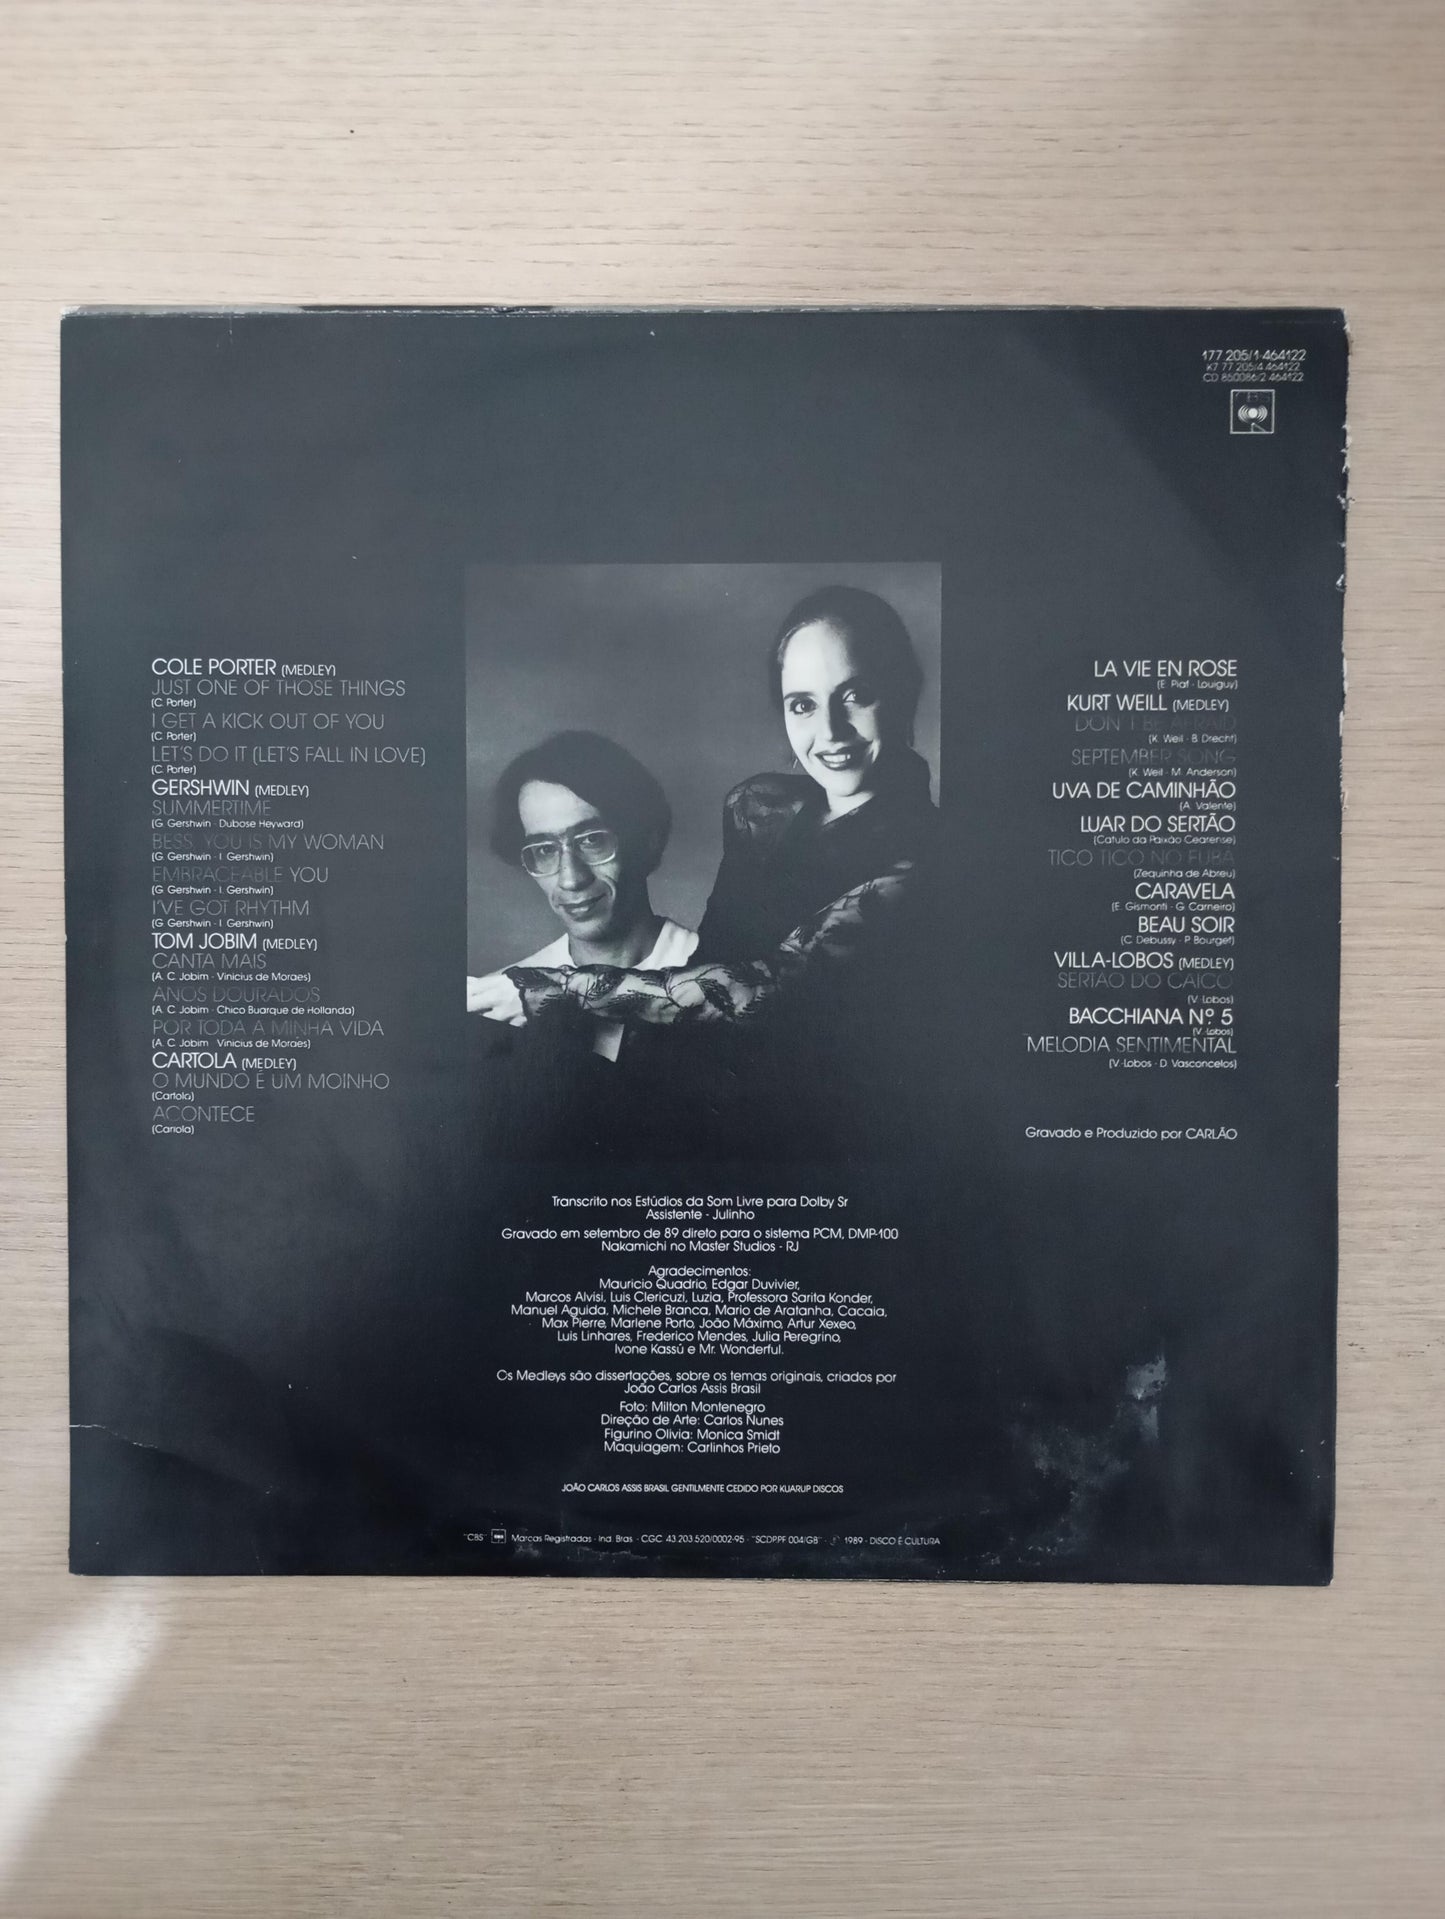 177 205/1-464122
K7 77 205/4 464122
CD 850086/2 464122
CBS
COLE PORTER (MEDLEY)
JUST ONE OF THOSE THINGS
(C. Porter)
I GET A KICK OUT OF YOU
(C. Porter)
LET'S DO IT (LET'S FALL IN LOVE)
(C. Porter)
GERSHWIN (MEDLEY)
SUMMERTIME
(G. Gershwin - Dubose Heyward)
BESS, YOU IS MY WOMAN
(G. Gershwin - I. Gershwin)
EMBRACEABLE YOU
(G. Gershwin - I. Gershwin)
I'VE GOT RHYTHM
(G. Gershwin - I. Gershwin)
TOM JOBIM (MEDLEY)
CANTA MAIS
(A. C. Jobim - Vinicius de Moraes)
ANOS DOURADOS
(A. C. Jobim - Chico Buarque de Hollanda)
POR TODA A MINHA VIDA
(A. C. Jobim - Vinicius de Moraes)
CARTOLA (MEDLEY)
O MUNDO É UM MOINHO
(Cartola)
ACONTECE
(Cartola)
LA VIE EN ROSE
(E. Piaf - Louiguy)
KURT WEILL (MEDLEY)
DON'T BE AFRAID
(K. Weil - B. Drecht)
SEPTEMBER SONG
(K. Weil - M. Anderson)
UVA DE CAMINHÃO
(A. Valente)
LUAR DO SERTÃO
(Catulo da Paixão Cearense)
TICO TICO NO FUBÁ
(Zequinha de Abreu)
CARAVELA
(E. Gismonti - G. Carneiro)
BEAU SOIR
(C. Debussy - P. Bourget)
VILLA-LOBOS (MEDLEY)
SERTÃO DO CAICÓ
(V. Lobos)
BACCHIANA Nº 5
(V. Lobos)
MELODIA SENTIMENTAL
(V. Lobos - D. Vasconcelos)
Gravado e Produzido por CARLÃO
Transcrito nos Estúdios da Som Livre para Dolby Sr
Assistente - Julinho
Gravado em setembro de 89 direto para o sistema PCM, DMP-100
Nakamichi no Master Studios - RJ
Agradecimentos:
Mauricio Quadrio, Edgar Duvivier,
Marcos Alvisi, Luis Clericuzi, Luzia, Professora Sarita Konder,
Manuel Aguida, Michele Branca, Mario de Aratanha, Cacaia,
Max Pierre, Marlene Porto, João Máximo, Artur Xexeo,
Luis Linhares, Frederico Mendes, Julia Peregrino,
Ivone Kassú e Mr. Wonderful.
Os Medleys são dissertações, sobre os temas originais, criados por
João Carlos Assis Brasil
Foto: Milton Montenegro
Direção de Arte: Carlos Nunes
Figurino Olivia: Monica Smidt
Maquiagem: Carlinhos Prieto
JOÃO CARLOS ASSIS BRASIL GENTILMENTE CEDIDO POR KUARUP DISCOS
"CBS" Marcas Registradas - Ind. Bras. - CGC 43.203.520/0002-95 - "SCDP.PF 004/GB" - ℗ 1989 - DISCO É CULTURA